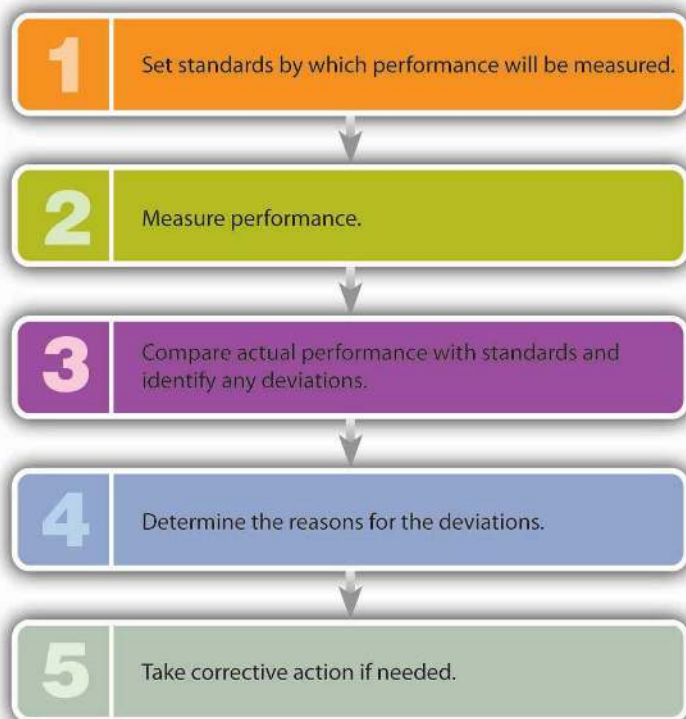 1
Set standards by which performance will be measured.
2
Measure performance.
3
Compare actual performance with standards and
identify any deviations.
4
Determine the reasons for the deviations.
5
Take corrective action if needed.